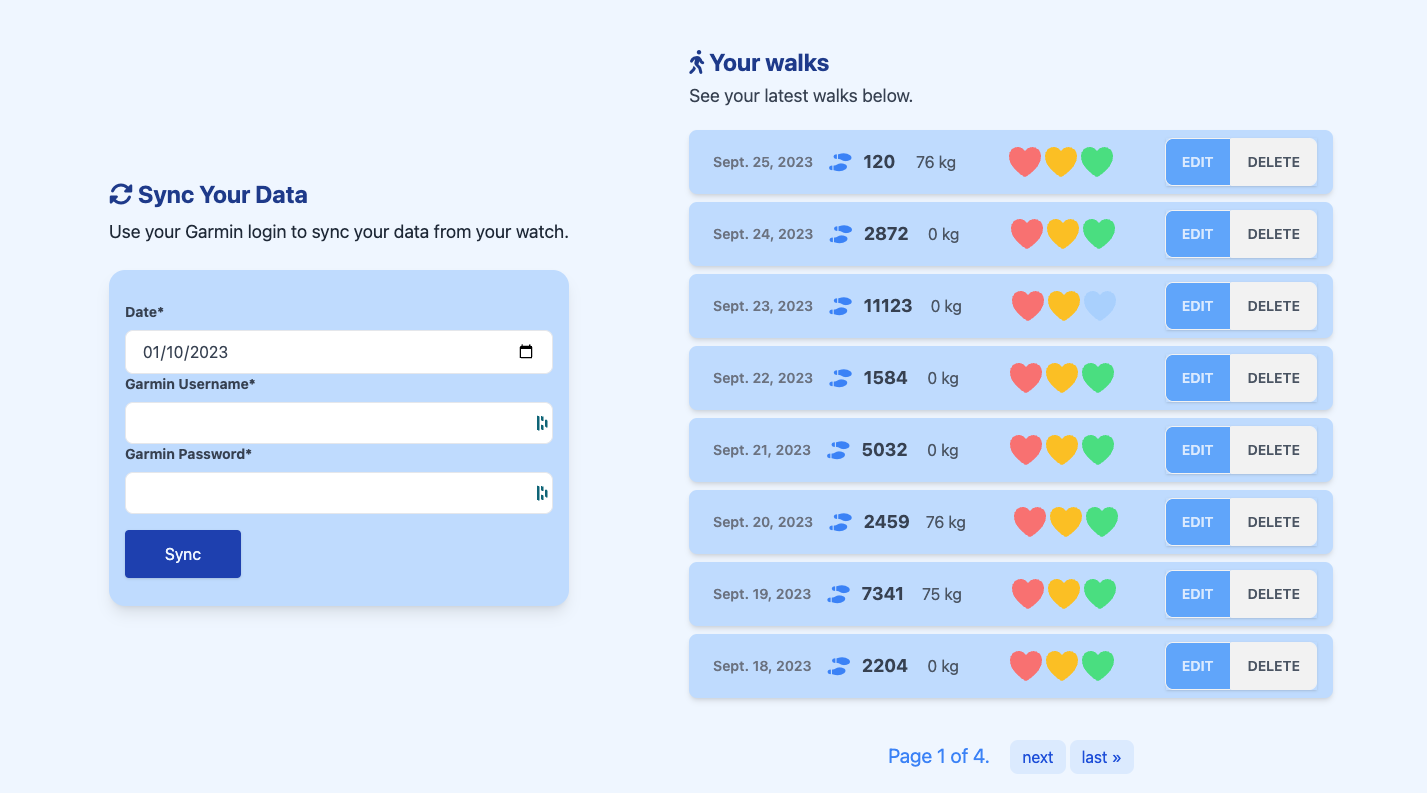 Sync Your Data
Use your Garmin login to sync your data from your watch.
Date*
01/10/2023
Garmin Username*
Garmin Password*
Sync
Your walks
See your latest walks below.
Sept. 25, 2023 120 76 kg EDIT DELETE
Sept. 24, 2023 2872 0 kg EDIT DELETE
Sept. 23, 2023 11123 0 kg EDIT DELETE
Sept. 22, 2023 1584 0 kg EDIT DELETE
Sept. 21, 2023 5032 0 kg EDIT DELETE
Sept. 20, 2023 2459 76 kg EDIT DELETE
Sept. 19, 2023 7341 75 kg EDIT DELETE
Sept. 18, 2023 2204 0 kg EDIT DELETE
Page 1 of 4. next last »